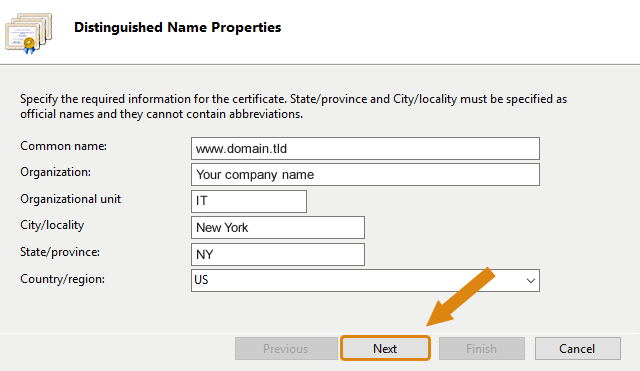 Distinguished Name Properties
Specify the required information for the certificate. State/province and City/locality must be specified as
official names and they cannot contain abbreviations.
Common name: www.domain.tld
Organization: Your company name
Organizational unit IT
City/locality New York
State/province: NY
Country/region: US
Previous Next Finish Cancel